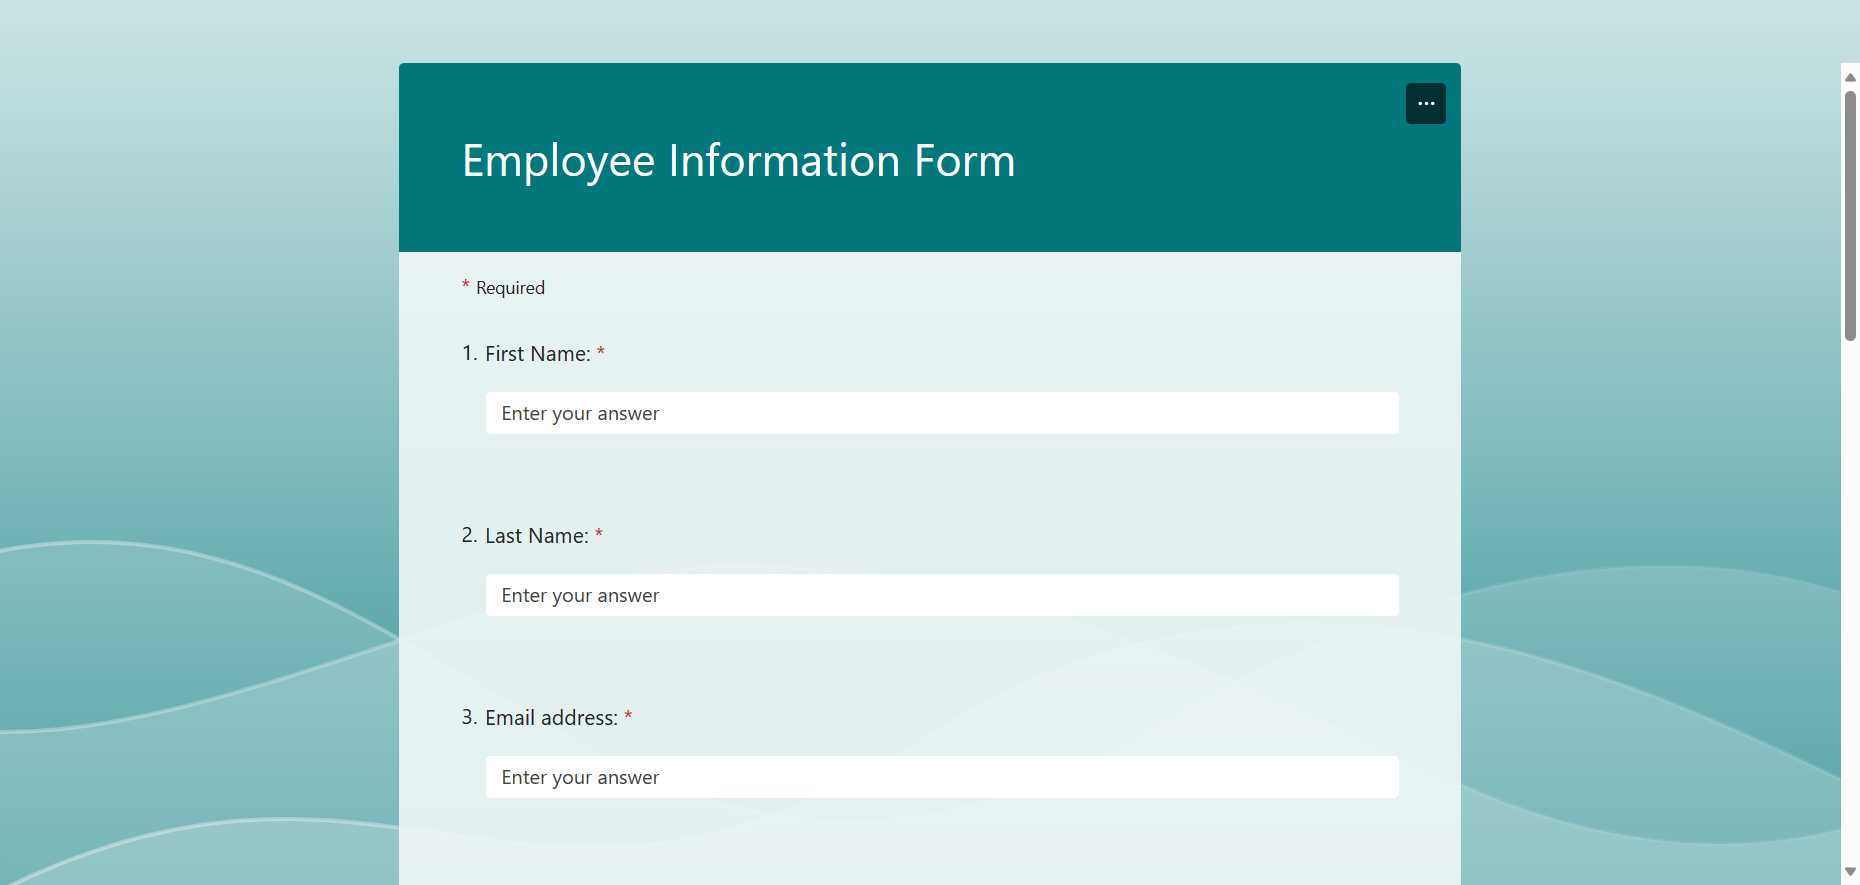 ...
Employee Information Form
* Required
1. First Name: *
Enter your answer
2. Last Name: *
Enter your answer
3. Email address: *
Enter your answer